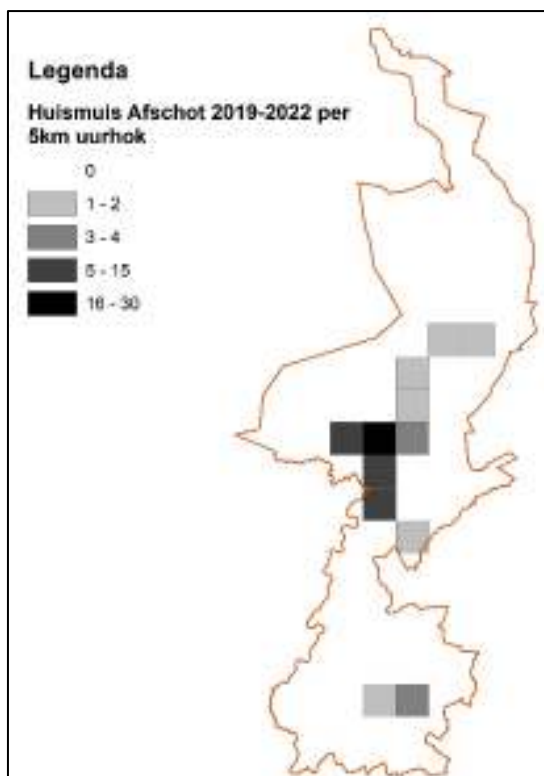 Legenda
Huismuis Afschot 2019-2022 per
5km uurhok
0
1 - 2
3 - 4
5 - 15
16 - 30